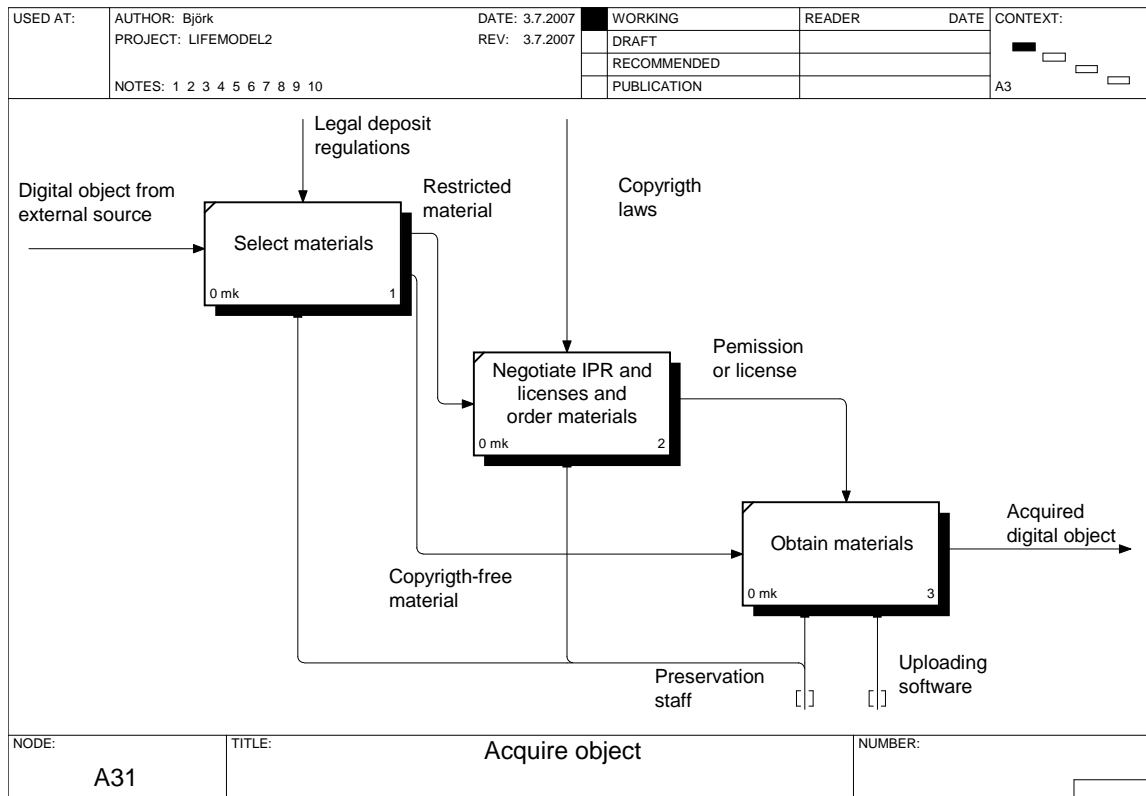 USED AT:
AUTHOR: Björk
DATE: 3.7.2007
PROJECT: LIFEMODEL2
REV: 3.7.2007
NOTES: 1 2 3 4 5 6 7 8 9 10
WORKING
DRAFT
RECOMMENDED
PUBLICATION
READER
DATE
CONTEXT:
A3
Legal deposit
regulations
Digital object from
external source
Restricted
material
Copyrigth
laws
Select materials
0 mk
1
Negotiate IPR and
licenses and
order materials
0 mk
2
Pemission
or license
Obtain materials
0 mk
3
Acquired
digital object
Copyrigth-free
material
Preservation
staff
Uploading
software
NODE:
A31
TITLE:
Acquire object
NUMBER: